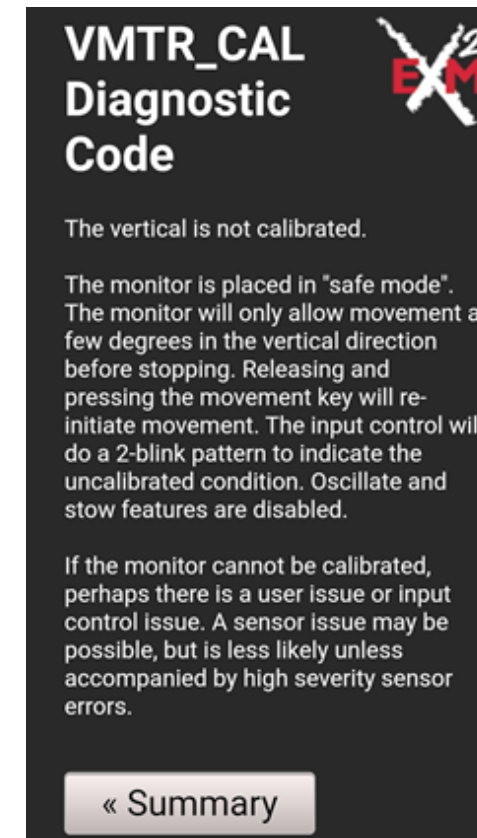 VMTR_CAL
Diagnostic
Code
EXM
2
The vertical is not calibrated.
The monitor is placed in "safe mode".
The monitor will only allow movement a
few degrees in the vertical direction
before stopping. Releasing and
pressing the movement key will re-
initiate movement. The input control will
do a 2-blink pattern to indicate the
uncalibrated condition. Oscillate and
stow features are disabled.
If the monitor cannot be calibrated,
perhaps there is a user issue or input
control issue. A sensor issue may be
possible, but is less likely unless
accompanied by high severity sensor
errors.
« Summary